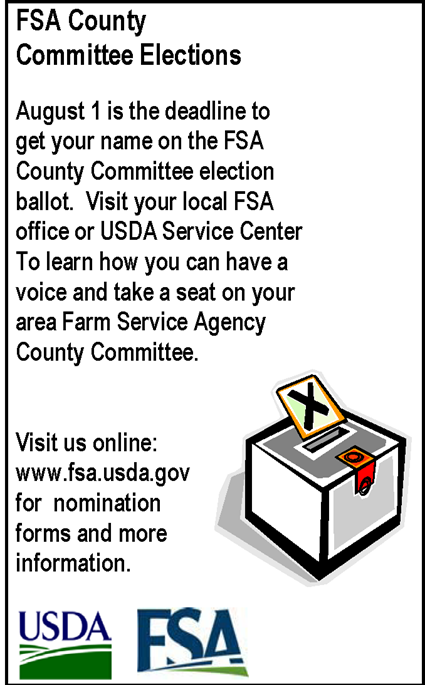 FSA County
Committee Elections
August 1 is the deadline to
get your name on the FSA
County Committee election
ballot.  Visit your local FSA
office or USDA Service Center
To learn how you can have a
voice and take a seat on your
area Farm Service Agency
County Committee.
Visit us online:
www.fsa.usda.gov
for  nomination
forms and more
information.
X
USDA
FSA